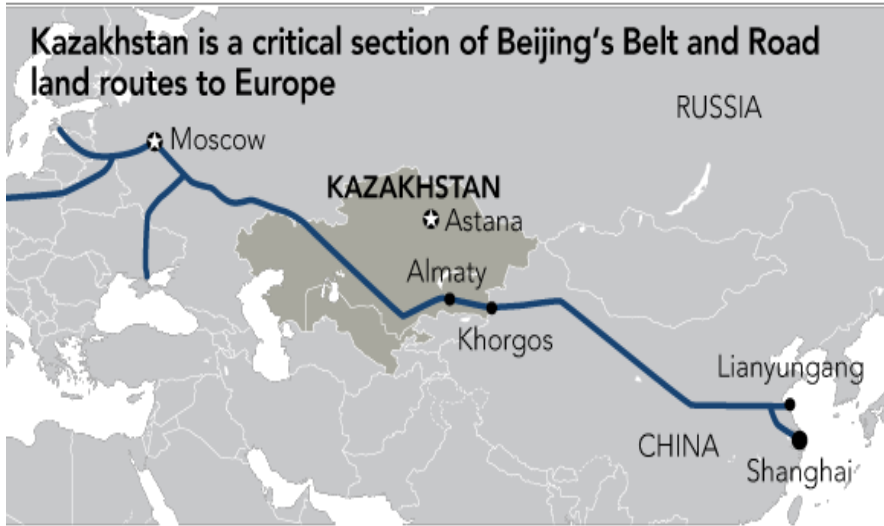 Kazakhstan is a critical section of Beijing's Belt and Road
land routes to Europe
RUSSIA
Moscow
KAZAKHSTAN
Astana
Almaty
Khorgos
Lianyungang
CHINA
Shanghai